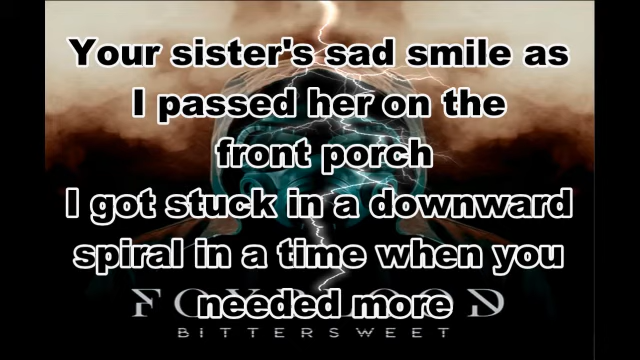 Your sister's sad smile as
I passed her on the
front porch
I got stuck in a downward
spiral in a time when you
needed more
FOXBLOOD
BITTERSWEET